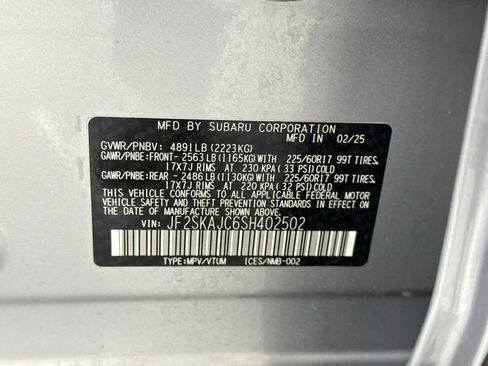 MFD BY SUBARU CORPORATION
MFD IN 02/25
GVWR/PNBV: 4891LB (2223KG)
GAWR/PNBE:FRONT- 2563LB (1165KG) WITH 225/60R17 99T TIRES,
17X7J RIMS AT 230 KPA ( 33 PSI) COLD
GAWR/PNBE:REAR - 2486LB (1130KG) WITH 225/60R17 99T TIRES,
17X7J RIMS AT 220 KPA ( 32 PSI) COLD
THIS VEHICLE CONFORMS TO ALL APPLICABLE FEDERAL MOTOR
VEHICLE SAFETY AND THEFT PREVENTION STANDARDS IN
EFFECT ON THE DATE OF MANUFACTURE SHOWN ABOVE.
VIN: JF2SKAJC6SH402502
TYPE:MPV/VTUM ICES/NMB-002